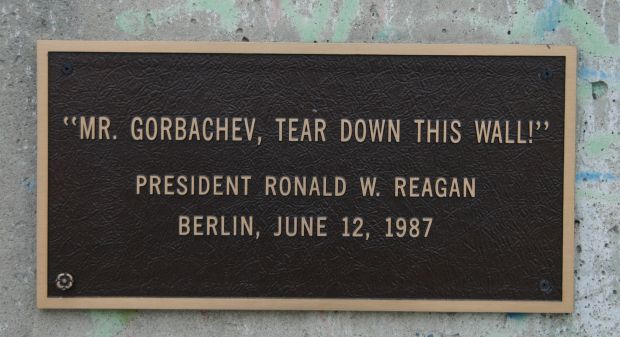 “MR. GORBACHEV, TEAR DOWN THIS WALL!”
PRESIDENT RONALD W. REAGAN
BERLIN, JUNE 12, 1987